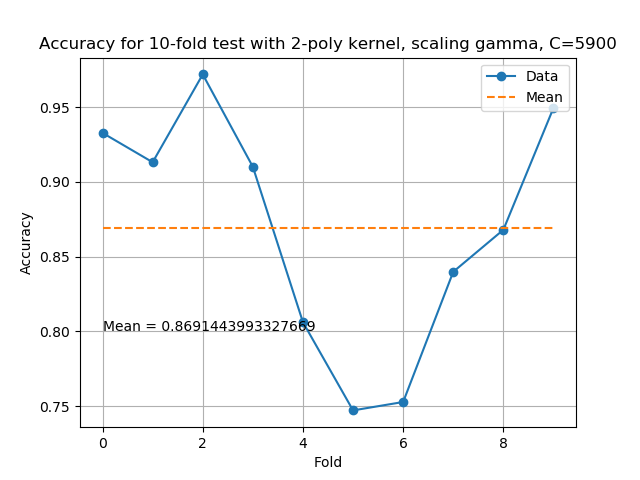 Accuracy for 10-fold test with 2-poly kernel, scaling gamma, C=5900
Data
Mean
0.95
0.90
0.85
0.80
0.75
Accuracy
Mean = 0.8691443993327669
0 2 4 6 8
Fold